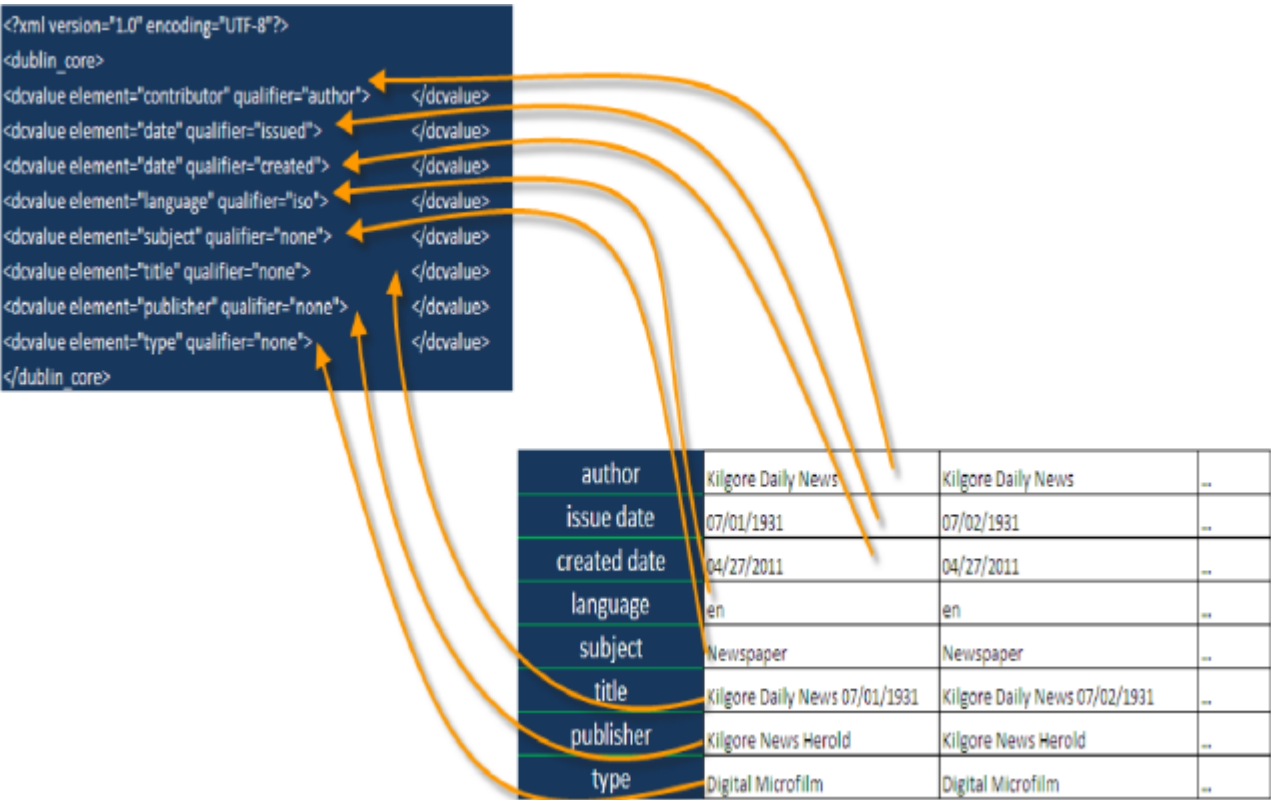 <?xml version="1.0" encoding="UTF-8"?>
<dublin_core>
<dcvalue element="contributor" qualifier="author"> </dcvalue>
<dcvalue element="date" qualifier="issued"> </dcvalue>
<dcvalue element="date" qualifier="created"> </dcvalue>
<dcvalue element="language" qualifier="iso"> </dcvalue>
<dcvalue element="subject" qualifier="none"> </dcvalue>
<dcvalue element="title" qualifier="none"> </dcvalue>
<dcvalue element="publisher" qualifier="none"> </dcvalue>
<dcvalue element="type" qualifier="none"> </dcvalue>
</dublin_core>
author Kilgore Daily News Kilgore Daily News ...
issue date 07/01/1931 07/02/1931 ...
created date 04/27/2011 04/27/2011 ...
language en en ...
subject Newspaper Newspaper ...
title Kilgore Daily News 07/01/1931 Kilgore Daily News 07/02/1931 ...
publisher Kilgore News Herold Kilgore News Herold ...
type Digital Microfilm Digital Microfilm ...